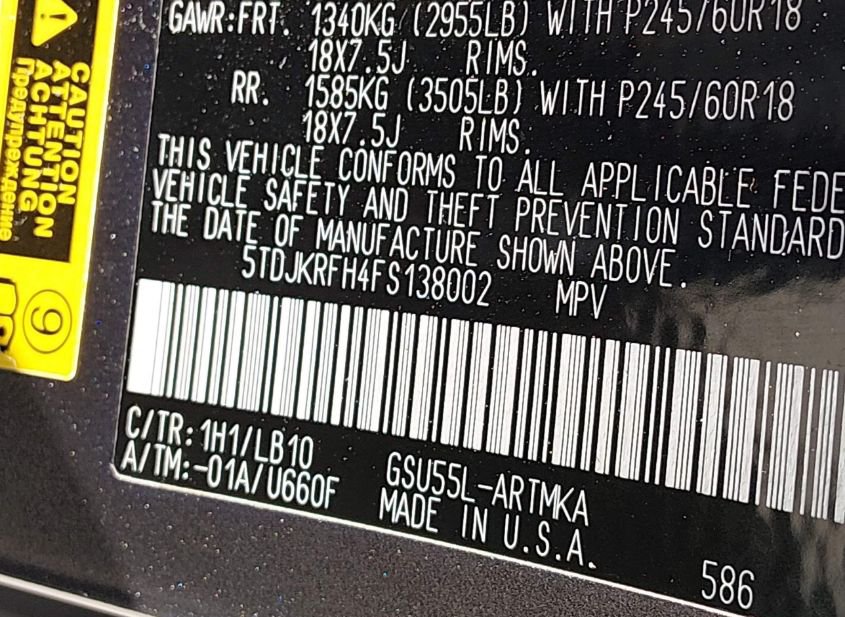 GAWR:FRT. 1340KG (2955LB) WITH P245/60R18
18X7.5J RIMS.
RR. 1585KG (3505LB) WITH P245/60R18
18X7.5J RIMS.
THIS VEHICLE CONFORMS TO ALL APPLICABLE FEDE
VEHICLE SAFETY AND THEFT PREVENTION STANDARD
THE DATE OF MANUFACTURE SHOWN ABOVE.
5TDJKRFH4FS138002 MPV
C/TR:1H1/LB10
A/TM:-01A/U660F
GSU55L-ARTMKA
MADE IN U.S.A.
586
CAUTION
ATTENTION
ACHTUNG
Предупреждение
9